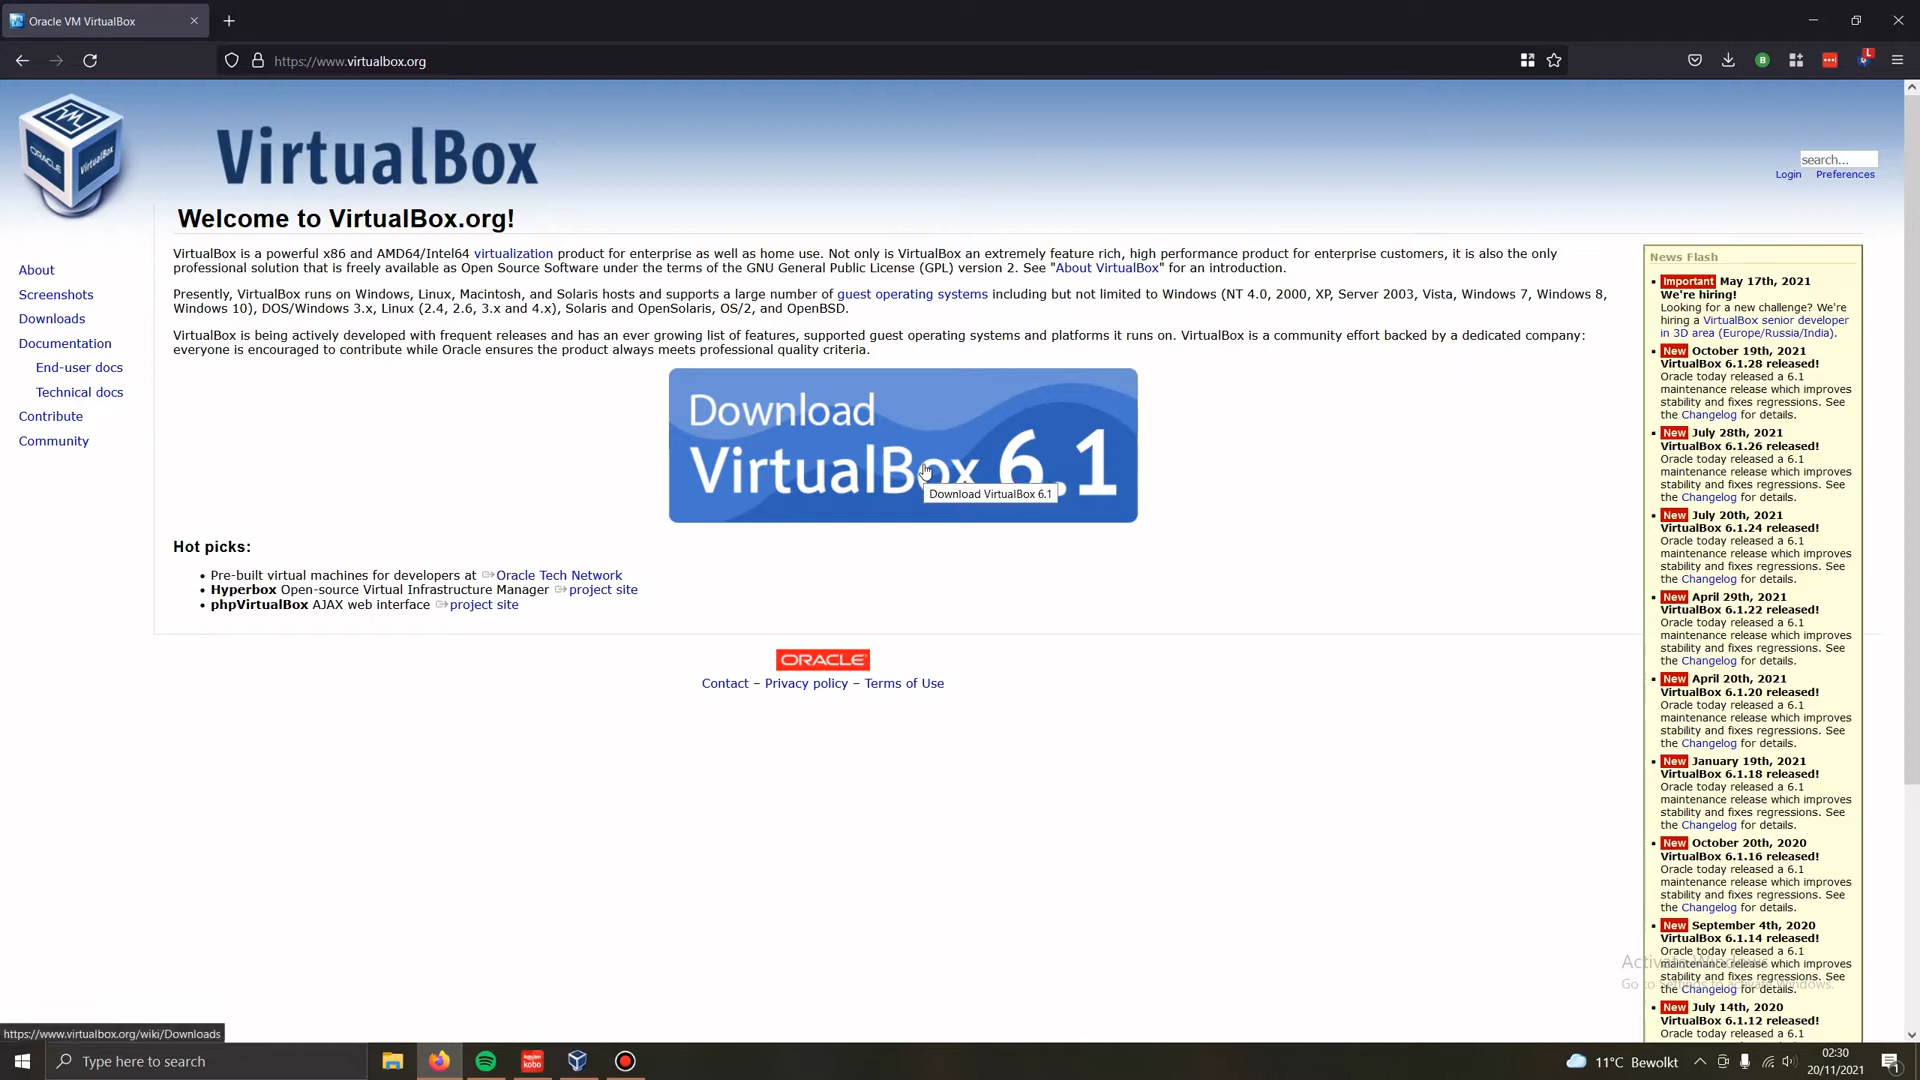 Oracle VM VirtualBox
https://www.virtualbox.org
L
B
ORACLE
VirtualBox
VirtualBox
search...
Login Preferences
Welcome to VirtualBox.org!
About
Screenshots
Downloads
Documentation
End-user docs
Technical docs
Contribute
Community
VirtualBox is a powerful x86 and AMD64/Intel64 virtualization product for enterprise as well as home use. Not only is VirtualBox an extremely feature rich, high performance product for enterprise customers, it is also the only
professional solution that is freely available as Open Source Software under the terms of the GNU General Public License (GPL) version 2. See "About VirtualBox" for an introduction.
Presently, VirtualBox runs on Windows, Linux, Macintosh, and Solaris hosts and supports a large number of guest operating systems including but not limited to Windows (NT 4.0, 2000, XP, Server 2003, Vista, Windows 7, Windows 8,
Windows 10), DOS/Windows 3.x, Linux (2.4, 2.6, 3.x and 4.x), Solaris and OpenSolaris, OS/2, and OpenBSD.
VirtualBox is being actively developed with frequent releases and has an ever growing list of features, supported guest operating systems and platforms it runs on. VirtualBox is a community effort backed by a dedicated company:
everyone is encouraged to contribute while Oracle ensures the product always meets professional quality criteria.
Download
VirtualBox 6.1
Download VirtualBox 6.1
Hot picks:
• Pre-built virtual machines for developers at Oracle Tech Network
• Hyperbox Open-source Virtual Infrastructure Manager project site
• phpVirtualBox AJAX web interface project site
ORACLE
Contact – Privacy policy – Terms of Use
News Flash
Important May 17th, 2021
We're hiring!
Looking for a new challenge? We're
hiring a VirtualBox senior developer
in 3D area (Europe/Russia/India).
New October 19th, 2021
VirtualBox 6.1.28 released!
Oracle today released a 6.1
maintenance release which improves
stability and fixes regressions. See
the Changelog for details.
New July 28th, 2021
VirtualBox 6.1.26 released!
Oracle today released a 6.1
maintenance release which improves
stability and fixes regressions. See
the Changelog for details.
New July 20th, 2021
VirtualBox 6.1.24 released!
Oracle today released a 6.1
maintenance release which improves
stability and fixes regressions. See
the Changelog for details.
New April 29th, 2021
VirtualBox 6.1.22 released!
Oracle today released a 6.1
maintenance release which improves
stability and fixes regressions. See
the Changelog for details.
New April 20th, 2021
VirtualBox 6.1.20 released!
Oracle today released a 6.1
maintenance release which improves
stability and fixes regressions. See
the Changelog for details.
New January 19th, 2021
VirtualBox 6.1.18 released!
Oracle today released a 6.1
maintenance release which improves
stability and fixes regressions. See
the Changelog for details.
New October 20th, 2020
VirtualBox 6.1.16 released!
Oracle today released a 6.1
maintenance release which improves
stability and fixes regressions. See
the Changelog for details.
New September 4th, 2020
VirtualBox 6.1.14 released!
Oracle today released a 6.1
maintenance release which improves
stability and fixes regressions. See
the Changelog for details.
New July 14th, 2020
VirtualBox 6.1.12 released!
Oracle today released a 6.1
Activate Windows
Go to Settings to activate Windows.
https://www.virtualbox.org/wiki/Downloads
Type here to search
Rakuten
kobo
11°C Bewolkt
02:30
20/11/2021
1